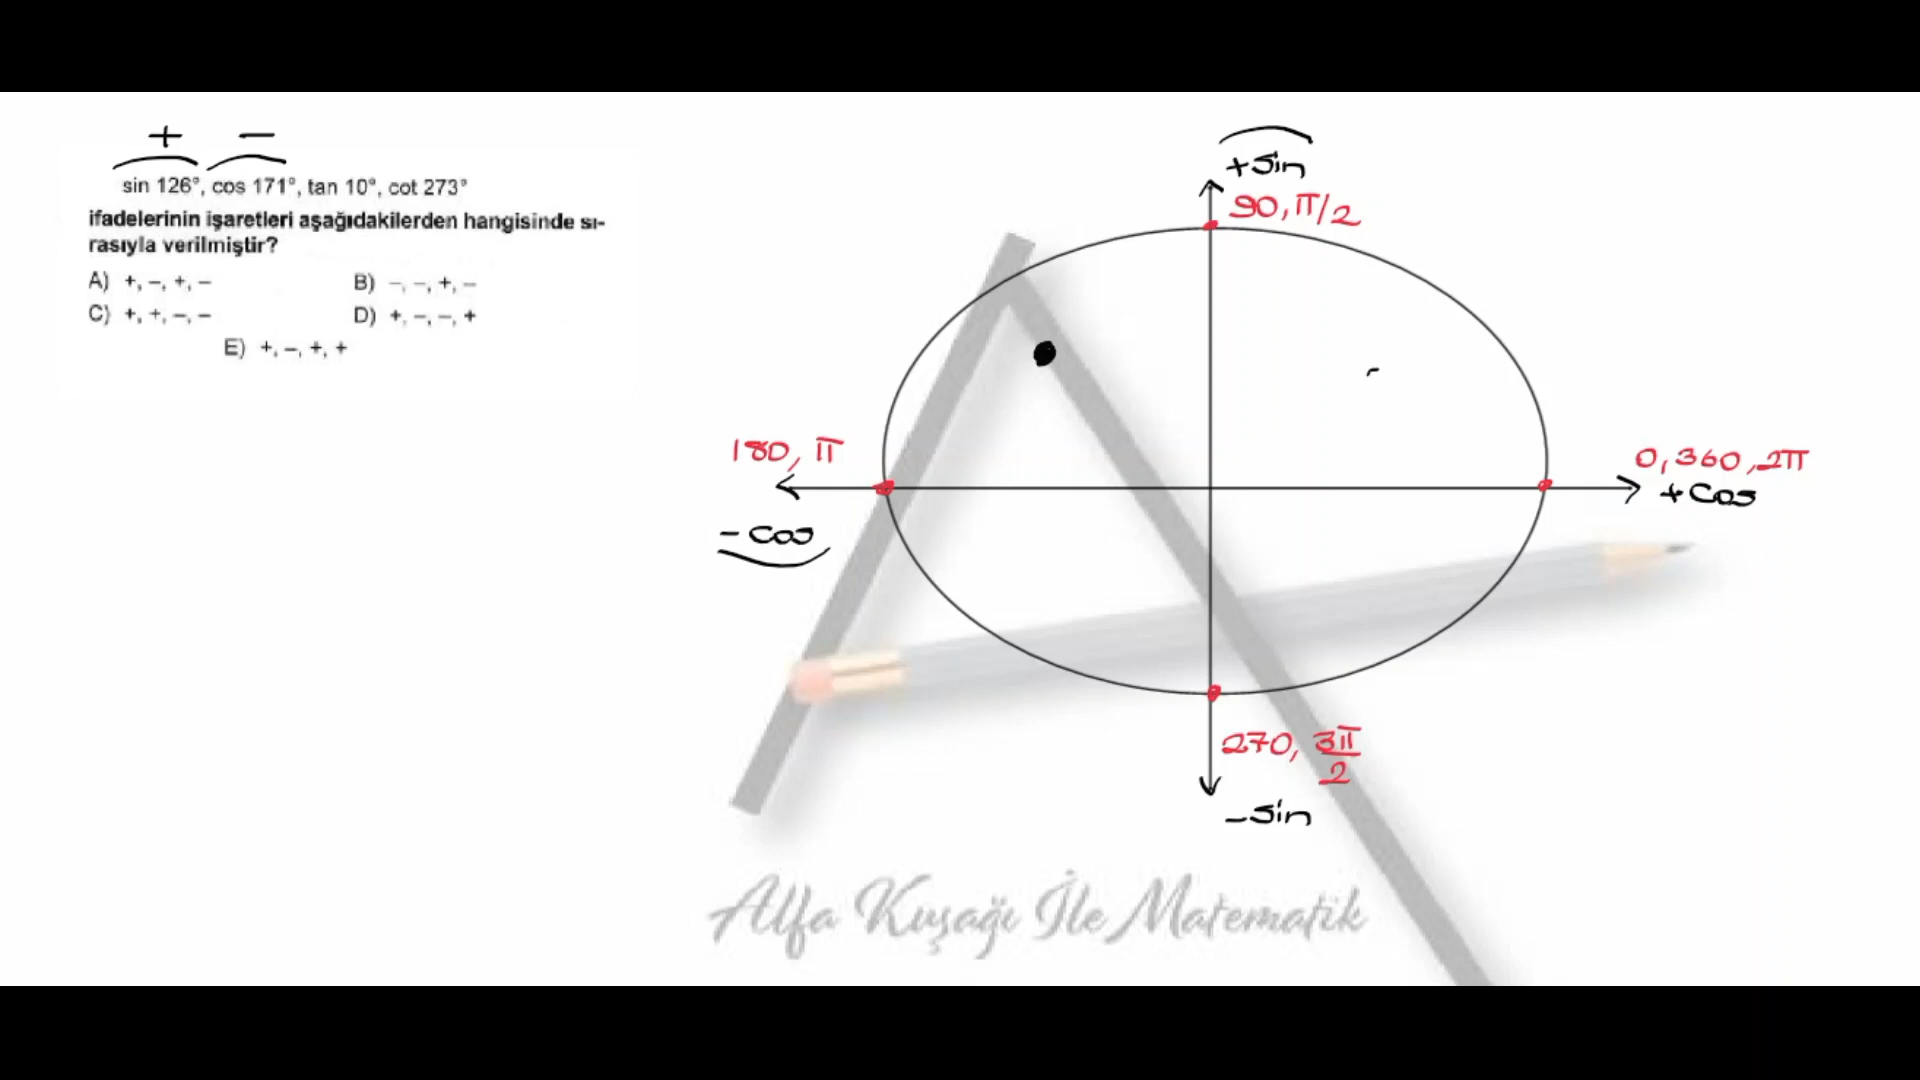 + −
sin 126°, cos 171°, tan 10°, cot 273°
ifadelerinin işaretleri aşağıdakilerden hangisinde sı-
rasıyla verilmiştir?
A) +, −, +, − B) −, −, +, −
C) +, +, −, − D) +, −, −, +
E) +, −, +, +
+sin
90, π/2
180, π
0, 360, 2π
+cos
-cos
270, 3π/2
-sin
Alfa Kuşağı İle Matematik